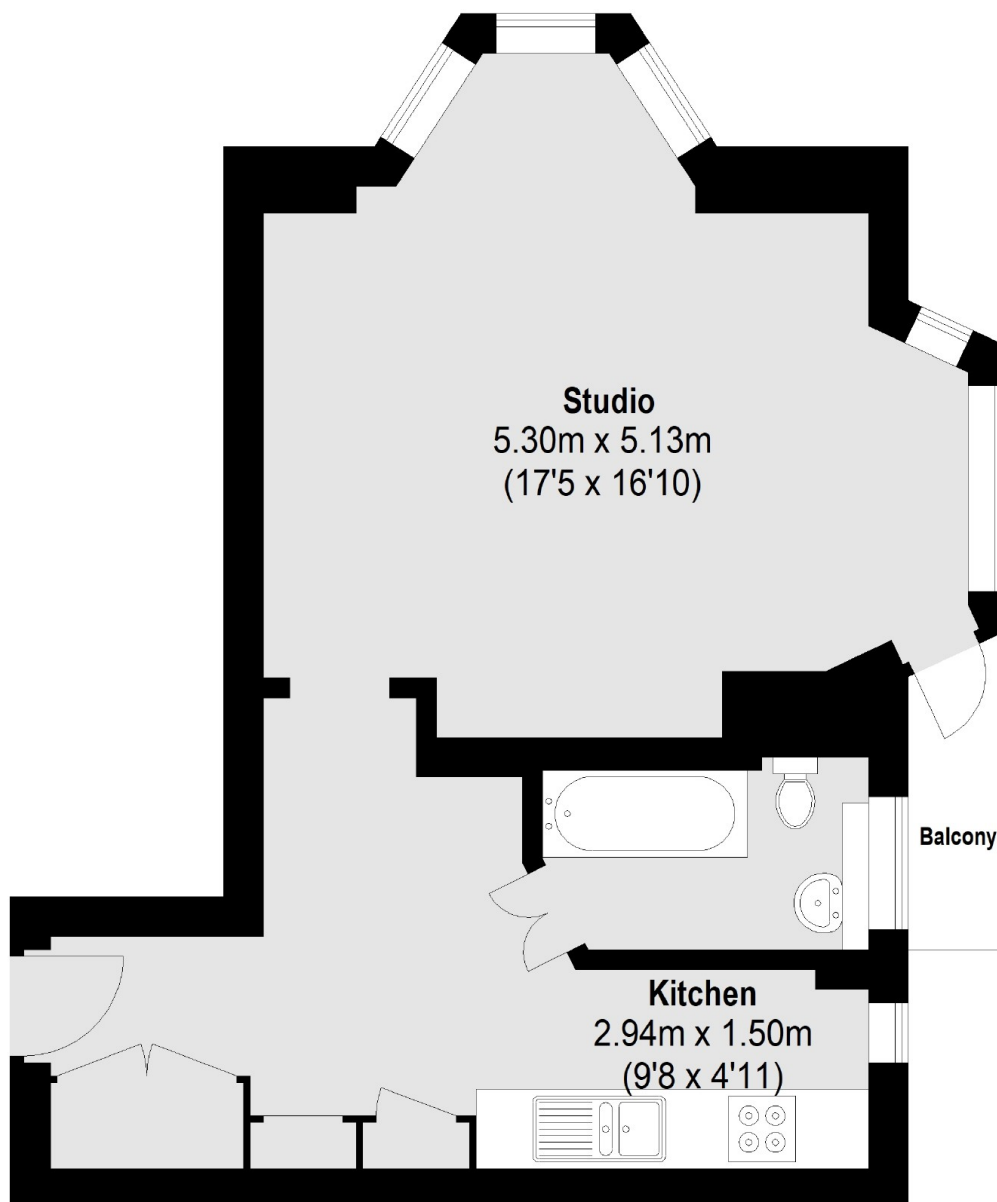 Studio
5.30m x 5.13m
(17'5 x 16'10)
Balcony
Kitchen
2.94m x 1.50m
(9'8 x 4'11)